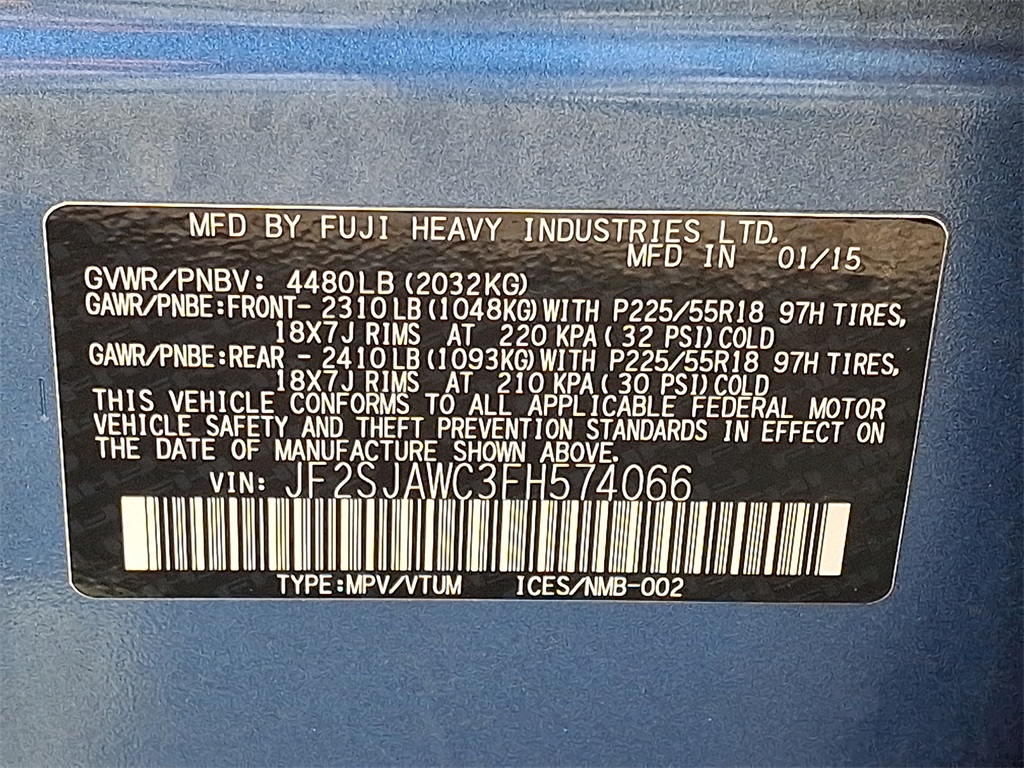 MFD BY FUJI HEAVY INDUSTRIES LTD.
MFD IN 01/15
GVWR/PNBV: 4480LB (2032KG)
GAWR/PNBE:FRONT- 2310LB (1048KG) WITH P225/55R18 97H TIRES,
18X7J RIMS AT 220 KPA( 32 PSI) COLD
GAWR/PNBE:REAR - 2410LB (1093KG) WITH P225/55R18 97H TIRES,
18X7J RIMS AT 210 KPA( 30 PSI) COLD
THIS VEHICLE CONFORMS TO ALL APPLICABLE FEDERAL MOTOR
VEHICLE SAFETY AND THEFT PREVENTION STANDARDS IN EFFECT ON
THE DATE OF MANUFACTURE SHOWN ABOVE.
VIN: JF2SJAWC3FH574066
TYPE:MPV/VTUM ICES/NMB-002